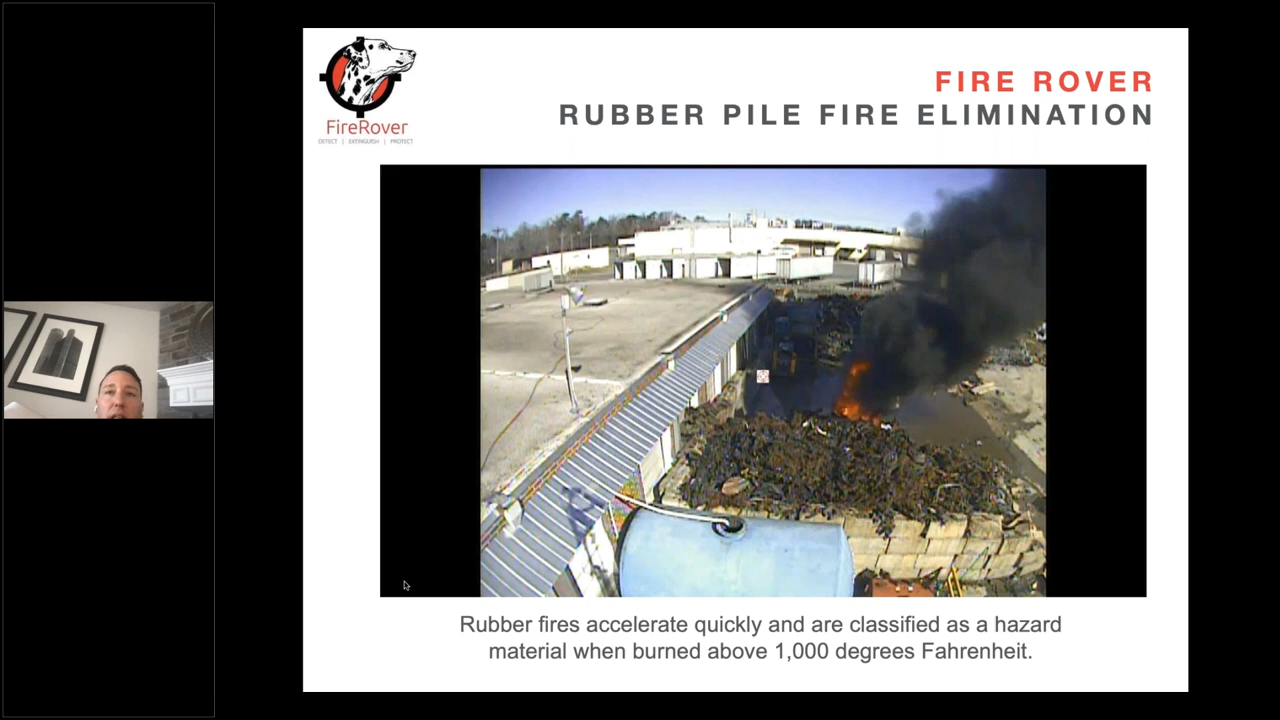 FireRover
DETECT | EXTINGUISH | PROTECT
FIRE ROVER
RUBBER PILE FIRE ELIMINATION
Rubber fires accelerate quickly and are classified as a hazard
material when burned above 1,000 degrees Fahrenheit.